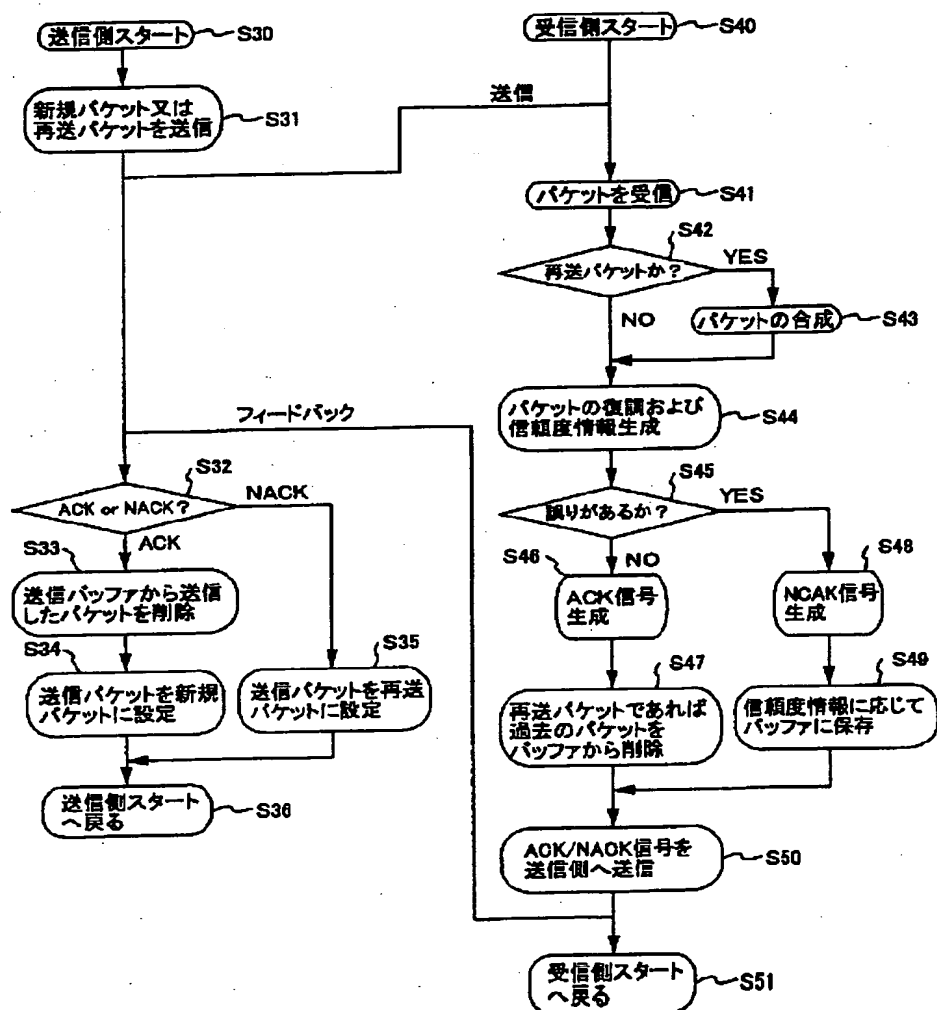 送信側スタート
S30
新規パケット又は
再送パケットを送信
S31
送信
フィードバック
S32
ACK or NACK?
NACK
ACK
S33
送信バッファから送信
したパケットを削除
S34
送信パケットを新規
パケットに設定
S35
送信パケットを再送
パケットに設定
送信側スタート
へ戻る
S36
受信側スタート
S40
パケットを受信
S41
S42
再送パケットか?
YES
NO
パケットの合成
S43
パケットの復調および
信頼度情報生成
S44
S45
誤りがあるか?
YES
NO
S46
ACK信号
生成
S48
NCAK信号
生成
S47
再送パケットであれば
過去のパケットを
バッファから削除
S49
信頼度情報に応じて
バッファに保存
ACK/NACK信号を
送信側へ送信
S50
受信側スタート
へ戻る
S51